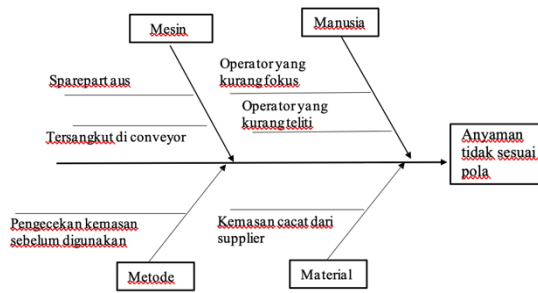 Mesin
Manusia
Operator yang
kurang fokus
Sparepart aus
Operator yang
kurang teliti
Tersangkut di conveyor
Anyaman
tidak sesuai
pola
Pengecekan kemasan
sebelum digunakan
Kemasan cacat dari
supplier
Metode
Material